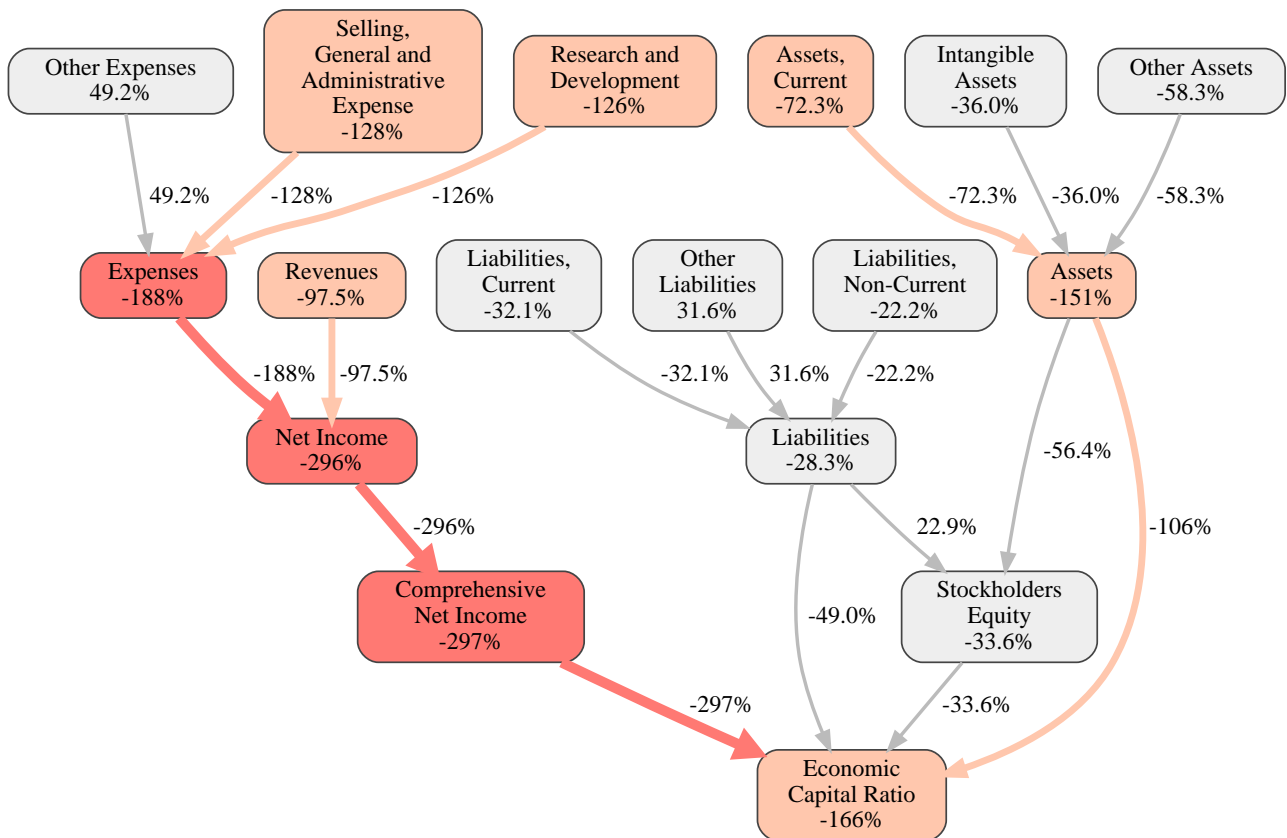 Other Expenses
49.2%
Selling,
General and
Administrative
Expense
-128%
Research and
Development
-126%
Assets,
Current
-72.3%
Intangible
Assets
-36.0%
Other Assets
-58.3%
49.2%
-128%
-126%
-72.3%
-36.0%
-58.3%
Expenses
-188%
Revenues
-97.5%
Liabilities,
Current
-32.1%
Other
Liabilities
31.6%
Liabilities,
Non-Current
-22.2%
Assets
-151%
-188%
-97.5%
-32.1%
31.6%
-22.2%
Net Income
-296%
Liabilities
-28.3%
-56.4%
-296%
22.9%
-106%
Comprehensive
Net Income
-297%
Stockholders
Equity
-33.6%
-49.0%
-297%
-33.6%
Economic
Capital Ratio
-166%